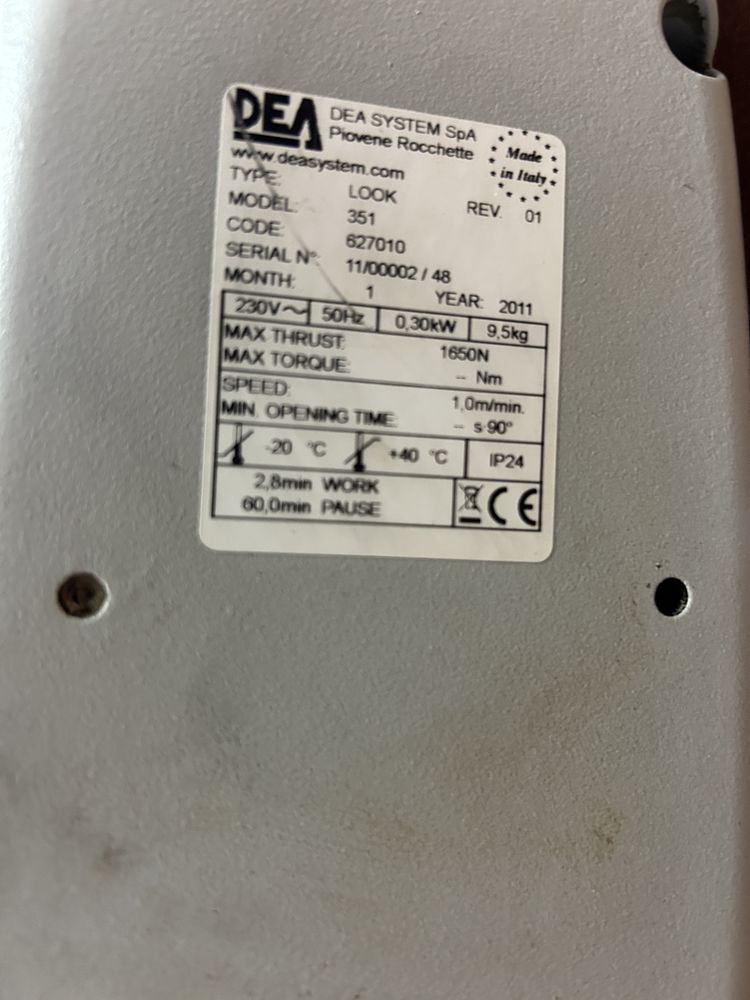 DEA
DEA SYSTEM SpA
Piovene Rocchette
www.deasystem.com
Made
in Italy
TYPE: LOOK
MODEL: 351 REV. 01
CODE: 627010
SERIAL N°: 11/00002 / 48
MONTH: 1 YEAR: 2011
230V~ 50Hz 0,30kW 9,5kg
MAX THRUST: 1650N
MAX TORQUE: -- Nm
SPEED: 1,0m/min.
MIN. OPENING TIME: -- s 90°
-20 °C +40 °C IP24
2,8min WORK
60,0min PAUSE
CE